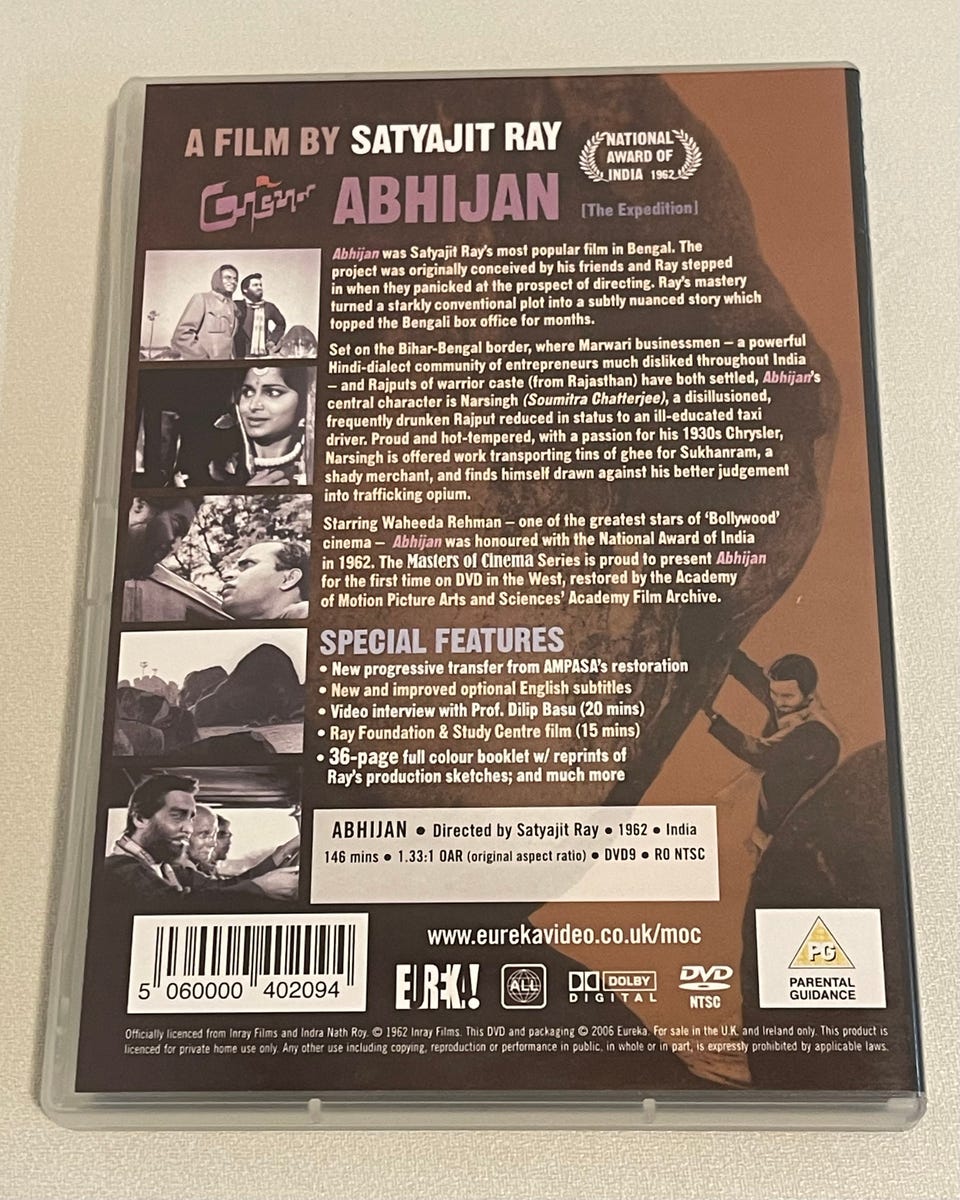 A FILM BY SATYAJIT RAY
NATIONAL
AWARD OF
INDIA 1962
অভিযান ABHIJAN [The Expedition]
Abhijan was Satyajit Ray's most popular film in Bengal. The
project was originally conceived by his friends and Ray stepped
in when they panicked at the prospect of directing. Ray's mastery
turned a starkly conventional plot into a subtly nuanced story which
topped the Bengali box office for months.
Set on the Bihar-Bengal border, where Marwari businessmen – a powerful
Hindi-dialect community of entrepreneurs much disliked throughout India
– and Rajputs of warrior caste (from Rajasthan) have both settled, Abhijan's
central character is Narsingh (Soumitra Chatterjee), a disillusioned,
frequently drunken Rajput reduced in status to an ill-educated taxi
driver. Proud and hot-tempered, with a passion for his 1930s Chrysler,
Narsingh is offered work transporting tins of ghee for Sukhanram, a
shady merchant, and finds himself drawn against his better judgement
into trafficking opium.
Starring Waheeda Rehman – one of the greatest stars of 'Bollywood'
cinema – Abhijan was honoured with the National Award of India
in 1962. The Masters of Cinema Series is proud to present Abhijan
for the first time on DVD in the West, restored by the Academy
of Motion Picture Arts and Sciences' Academy Film Archive.
SPECIAL FEATURES
• New progressive transfer from AMPASA's restoration
• New and improved optional English subtitles
• Video interview with Prof. Dilip Basu (20 mins)
• Ray Foundation & Study Centre film (15 mins)
• 36-page full colour booklet w/ reprints of
Ray's production sketches; and much more
ABHIJAN • Directed by Satyajit Ray • 1962 • India
146 mins • 1.33:1 OAR (original aspect ratio) • DVD9 • R0 NTSC
5 060000 402094
www.eurekavideo.co.uk/moc
EUREKA!
ALL
DOLBY
DIGITAL
DVD
NTSC
PG
PARENTAL
GUIDANCE
Officially licenced from Inray Films and Indra Nath Roy. © 1962 Inray Films. This DVD and packaging © 2006 Eureka. For sale in the U.K. and Ireland only. This product is
licenced for private home use only. Any other use including copying, reproduction or performance in public, in whole or in part, is expressly prohibited by applicable laws.